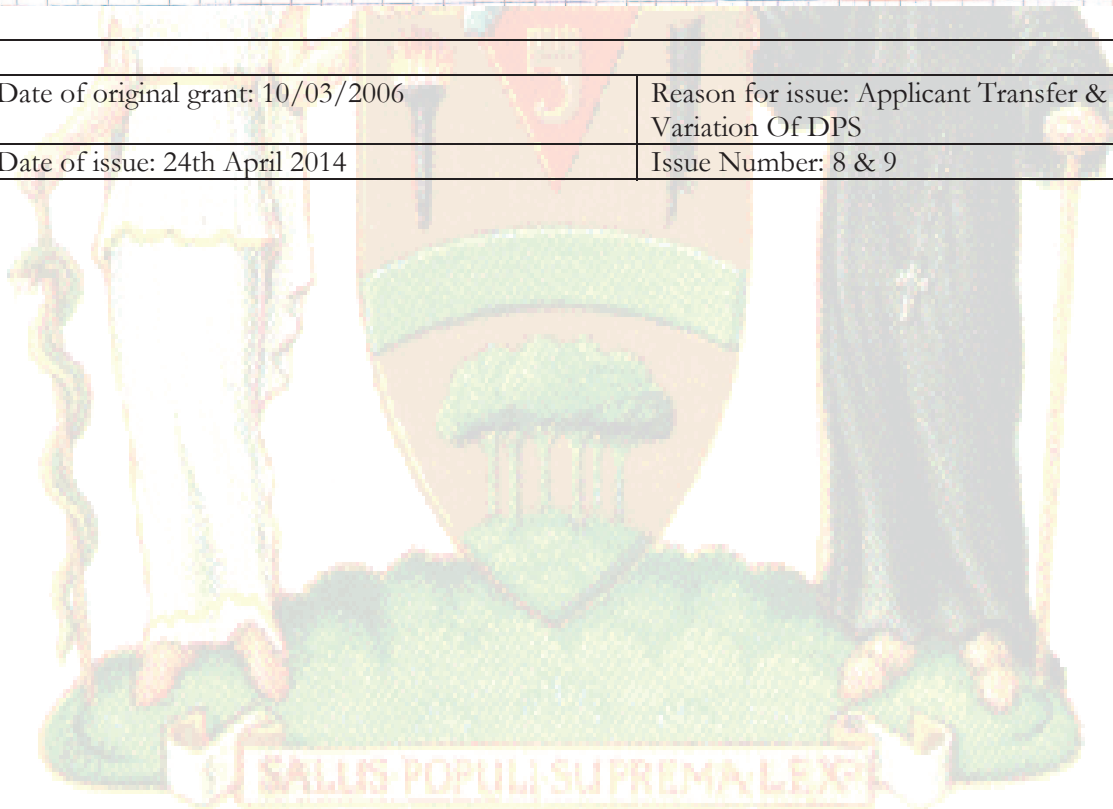 Date of original grant: 10/03/2006
Reason for issue: Applicant Transfer &
Variation Of DPS
Date of issue: 24th April 2014
Issue Number: 8 & 9
SALUS POPULI SUPREMA LEX